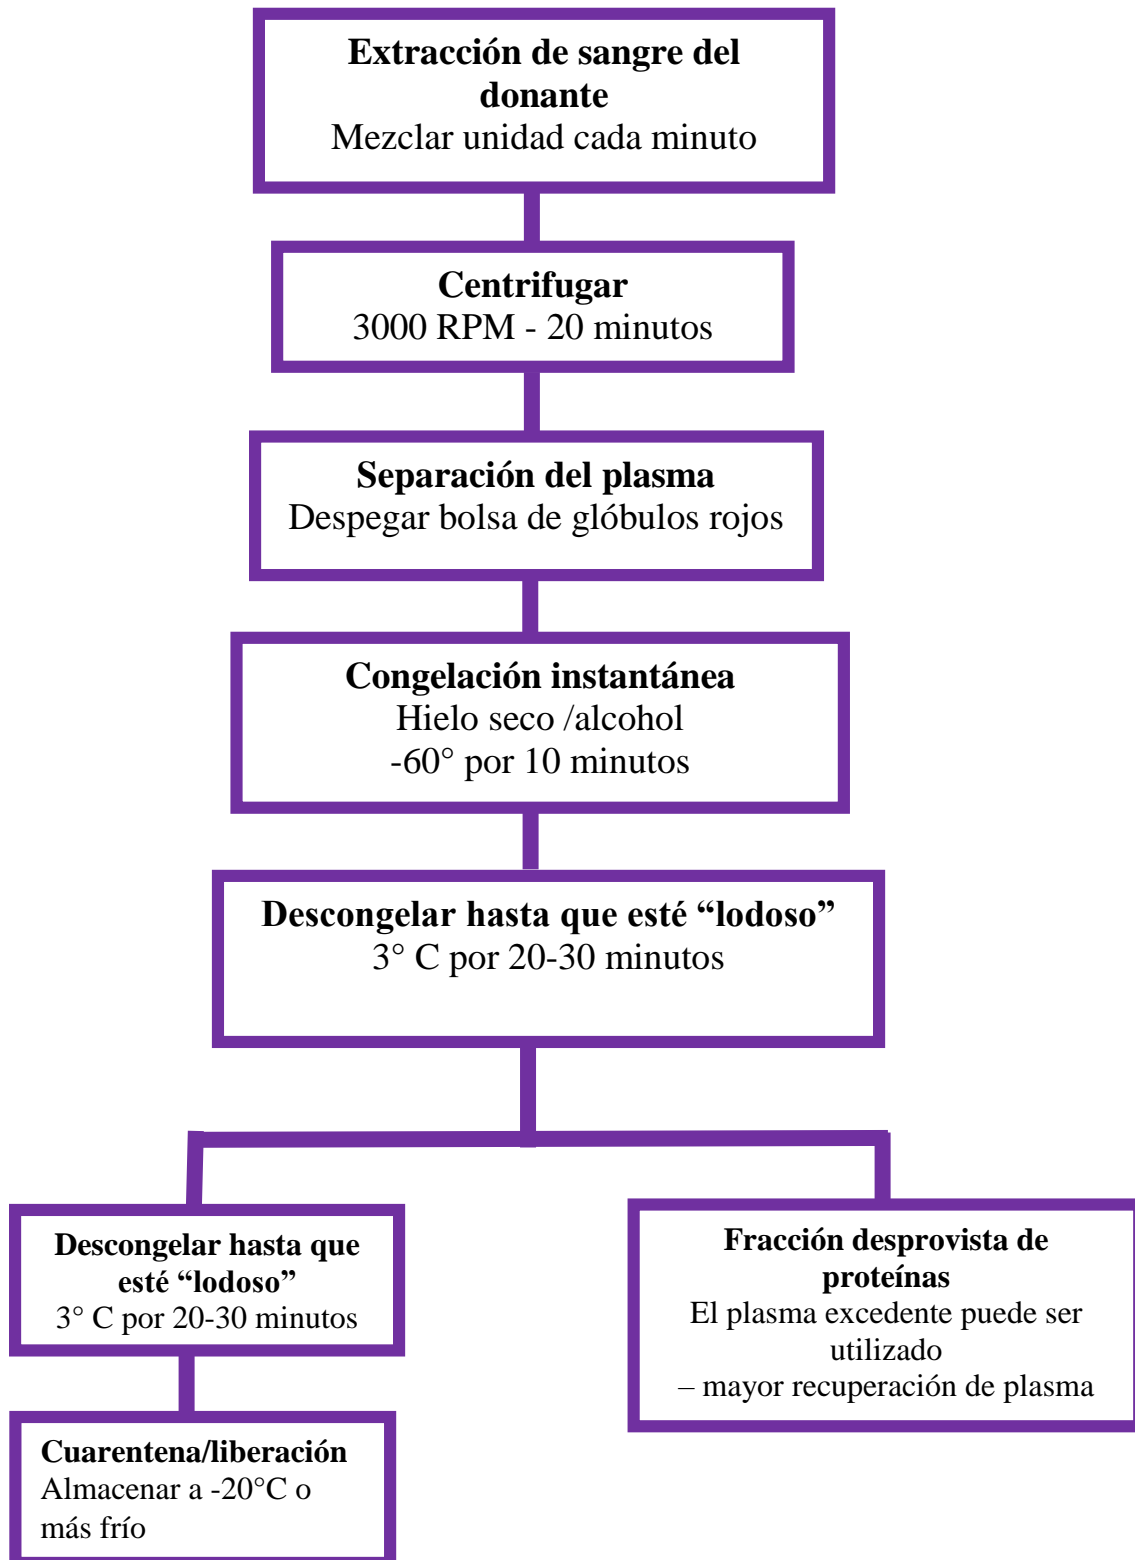 Extracción de sangre del
donante
Mezclar unidad cada minuto
Centrifugar
3000 RPM - 20 minutos
Separación del plasma
Despegar bolsa de glóbulos rojos
Congelación instantánea
Hielo seco /alcohol
-60° por 10 minutos
Descongelar hasta que esté “lodoso”
3° C por 20-30 minutos
Descongelar hasta que
esté “lodoso”
3° C por 20-30 minutos
Cuarentena/liberación
Almacenar a -20°C o
más frío
Fracción desprovista de
proteínas
El plasma excedente puede ser
utilizado
– mayor recuperación de plasma